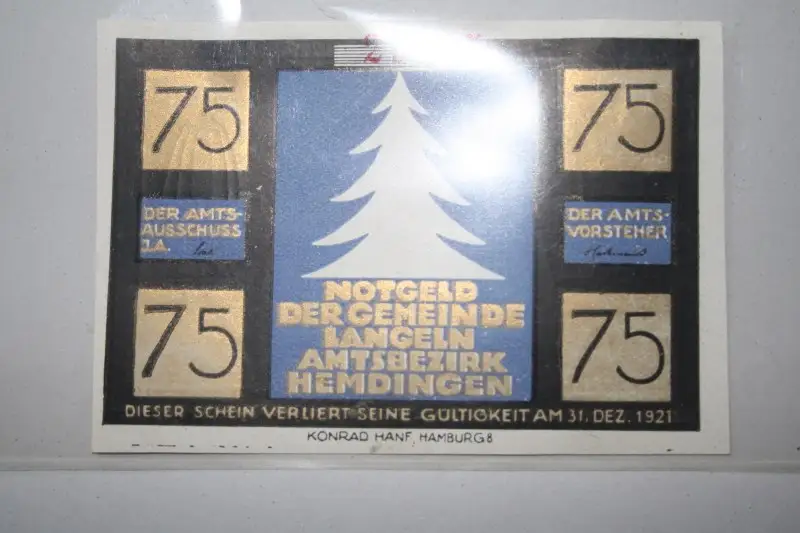 75
75
DER AMTS-
AUSSCHUSS
J.A.
DER AMTS-
VORSTEHER
75
75
NOTGELD
DER GEMEINDE
LANGELN
AMTSBEZIRK
HEMDINGEN
DIESER SCHEIN VERLIERT SEINE GÜLTIGKEIT AM 31. DEZ. 1921
KONRAD HANF, HAMBURG 8